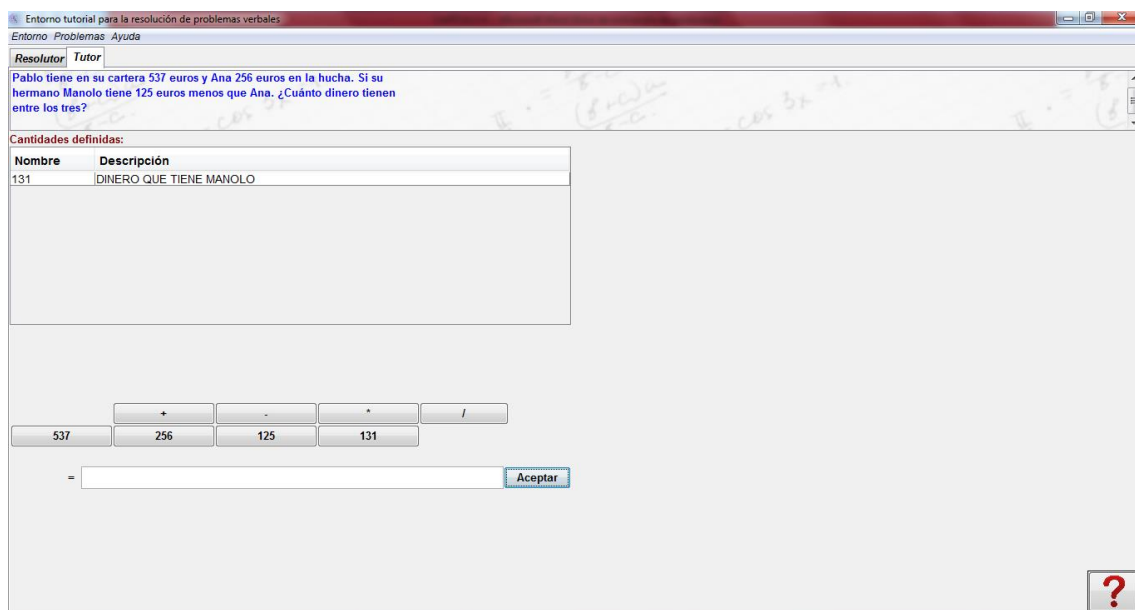 Entorno tutorial para la resolución de problemas verbales
Entorno Problemas Ayuda
Resolutor Tutor
Pablo tiene en su cartera 537 euros y Ana 256 euros en la hucha. Si su
hermano Manolo tiene 125 euros menos que Ana. ¿Cuánto dinero tienen
entre los tres?
Cantidades definidas:
Nombre Descripción
131 DINERO QUE TIENE MANOLO
+ - * /
537 256 125 131
= Aceptar
?